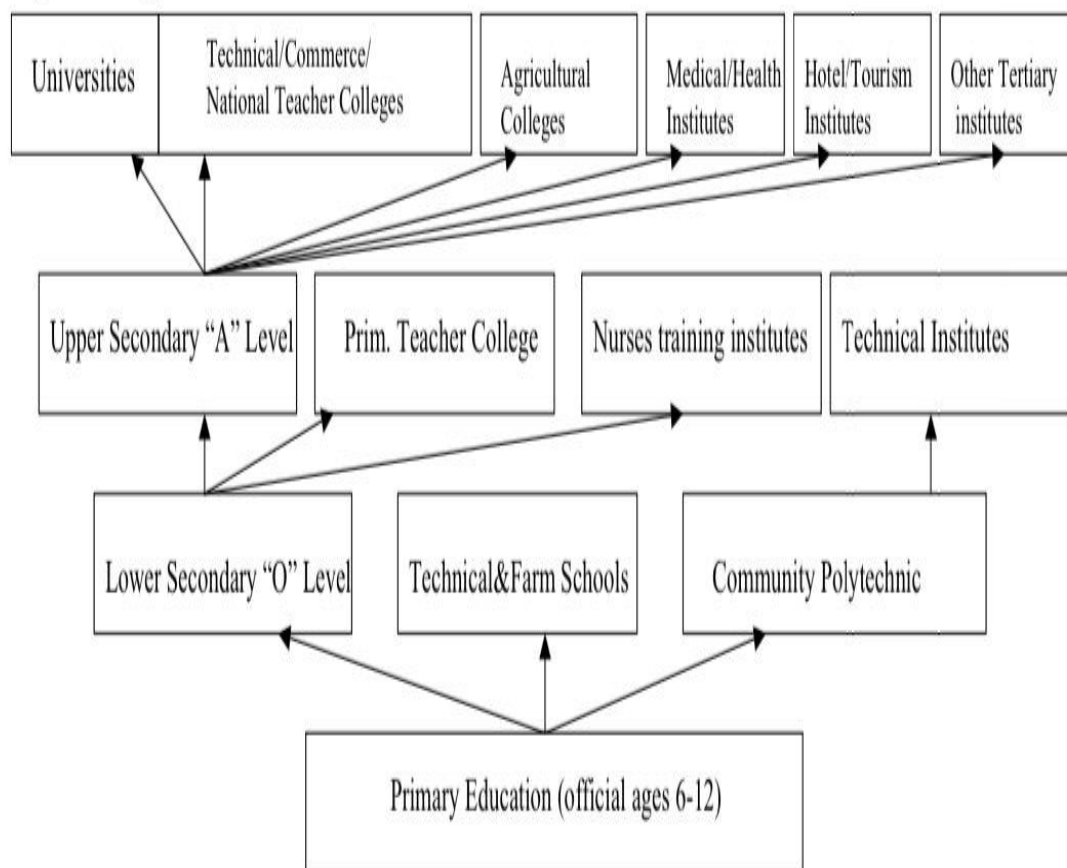 Universities
Technical/Commerce/
National Teacher Colleges
Agricultural
Colleges
Medical/Health
Institutes
Hotel/Tourism
Institutes
Other Tertiary
institutes
Upper Secondary “A” Level
Prim. Teacher College
Nurses training institutes
Technical Institutes
Lower Secondary “O” Level
Technical&Farm Schools
Community Polytechnic
Primary Education (official ages 6-12)